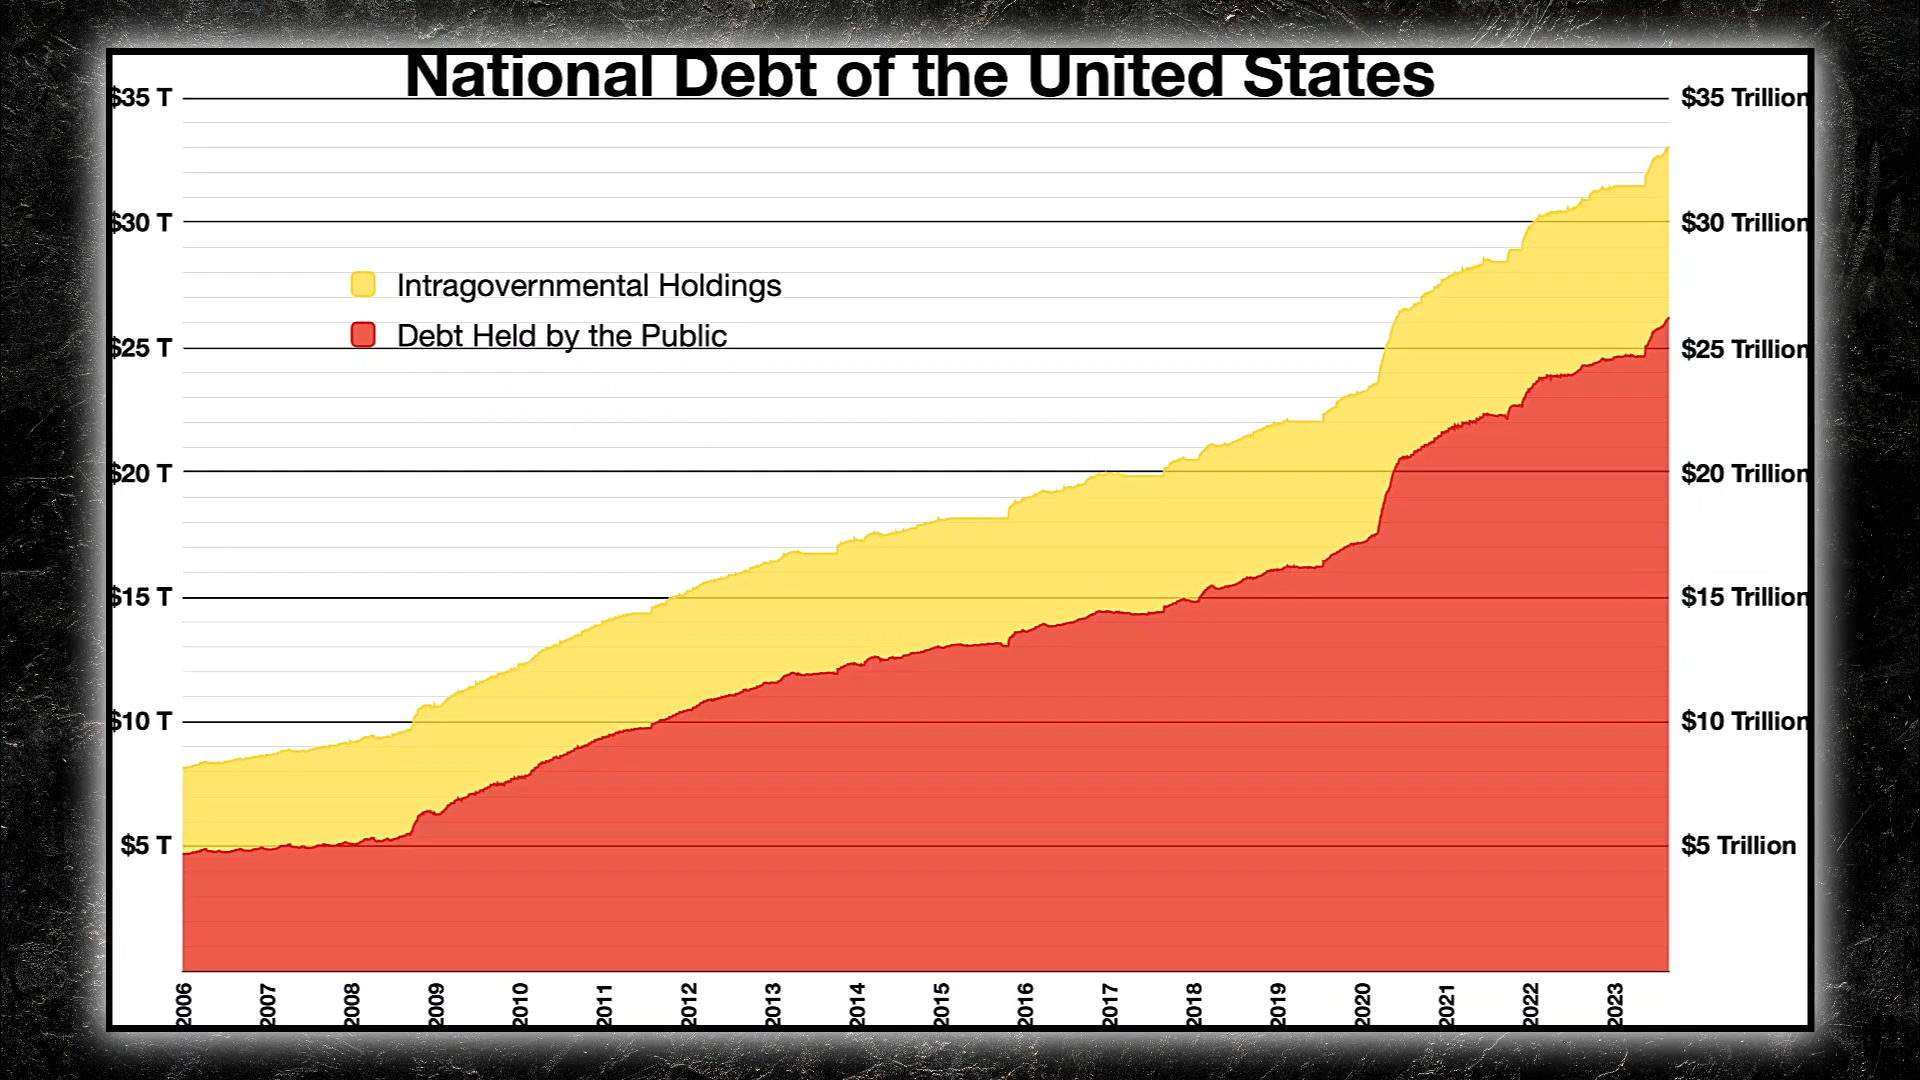 National Debt of the United States
$35 T
$35 Trillion
$30 T
$30 Trillion
Intragovernmental Holdings
Debt Held by the Public
$25 T
$25 Trillion
$20 T
$20 Trillion
$15 T
$15 Trillion
$10 T
$10 Trillion
$5 T
$5 Trillion
2006 2007 2008 2009 2010 2011 2012 2013 2014 2015 2016 2017 2018 2019 2020 2021 2022 2023